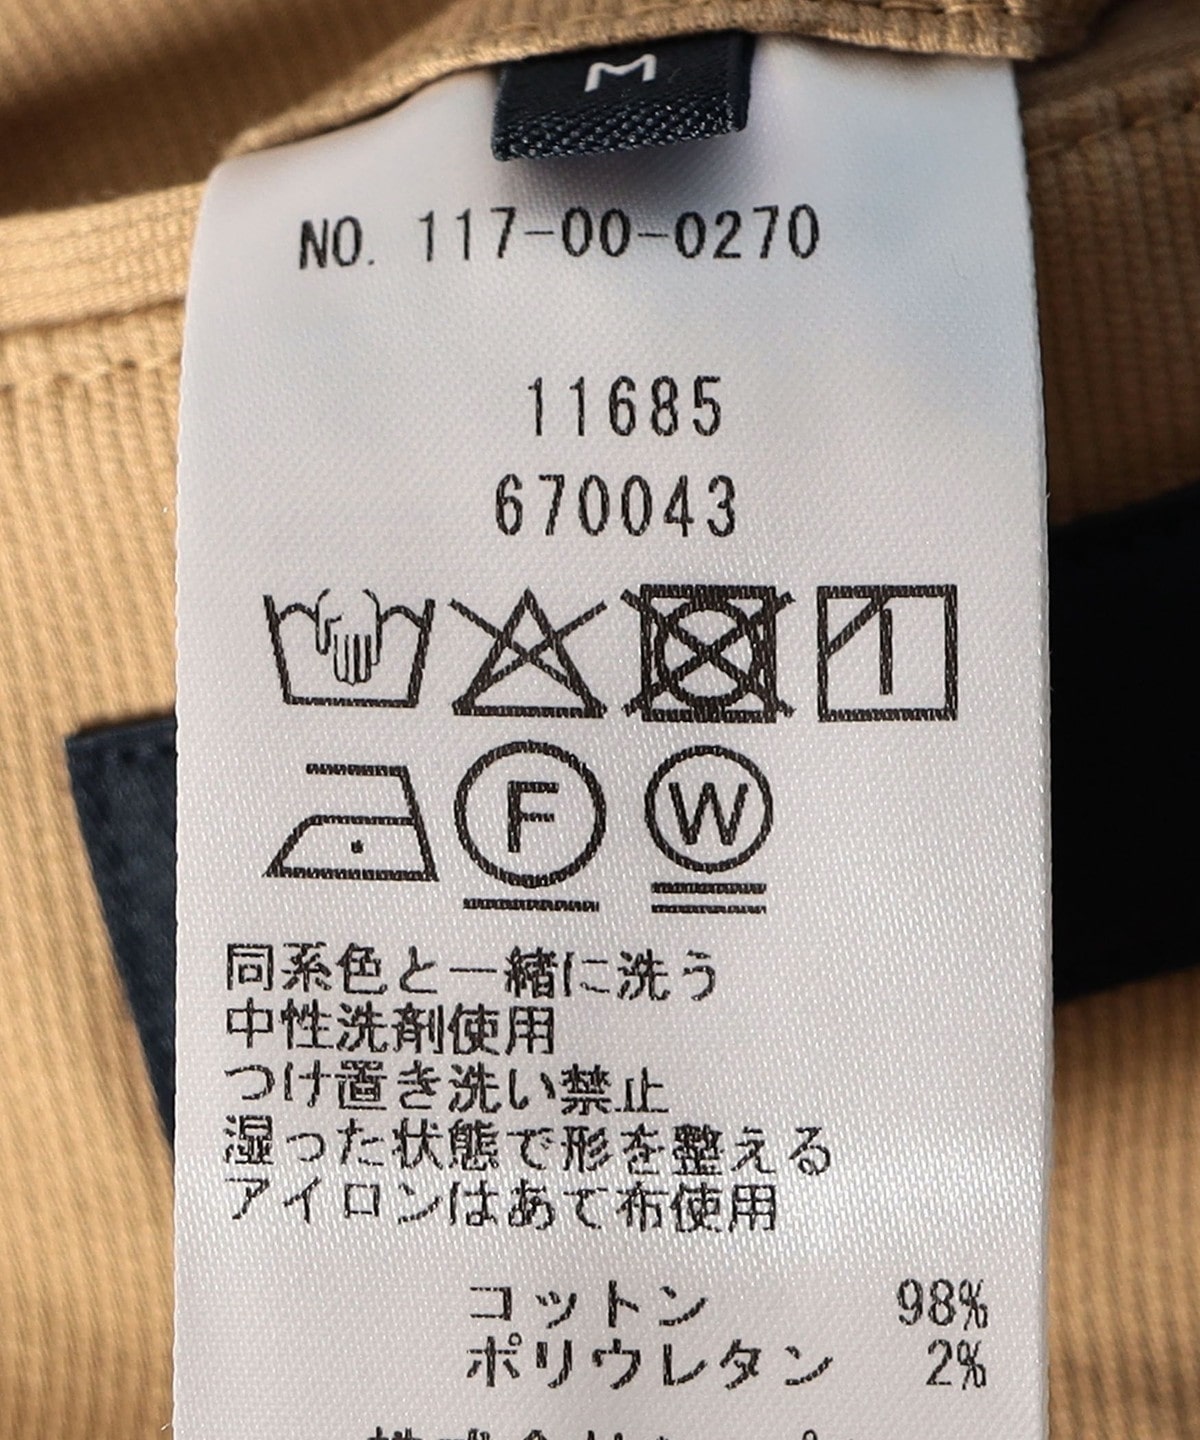 M
NO. 117-00-0270
11685
670043
F
W
同系色と一緒に洗う
中性洗剤使用
つけ置き洗い禁止
湿った状態で形を整える
アイロンはあて布使用
コットン 98%
ポリウレタン 2%